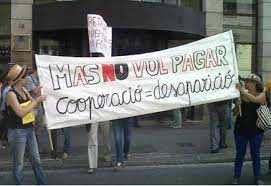 MAS NO VOL PAGAR
cooperació = desaparició